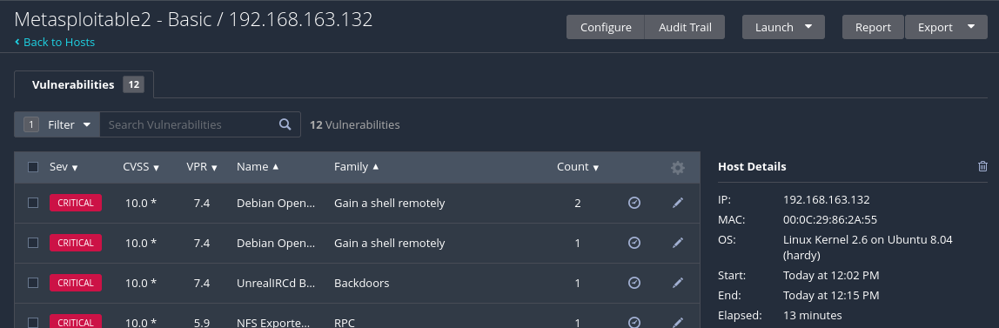 Metasploitable2 - Basic / 192.168.163.132
Configure Audit Trail Launch Report Export
Back to Hosts
Vulnerabilities 12
1 Filter Search Vulnerabilities 12 Vulnerabilities
Sev CVSS VPR Name Family Count
CRITICAL 10.0 * 7.4 Debian Open... Gain a shell remotely 2
CRITICAL 10.0 * 7.4 Debian Open... Gain a shell remotely 1
CRITICAL 10.0 * 7.4 UnrealIRCd B... Backdoors 1
CRITICAL 10.0 * 5.9 NFS Exporte... RPC 1
Host Details
IP: 192.168.163.132
MAC: 00:0C:29:86:2A:55
OS: Linux Kernel 2.6 on Ubuntu 8.04
(hardy)
Start: Today at 12:02 PM
End: Today at 12:15 PM
Elapsed: 13 minutes